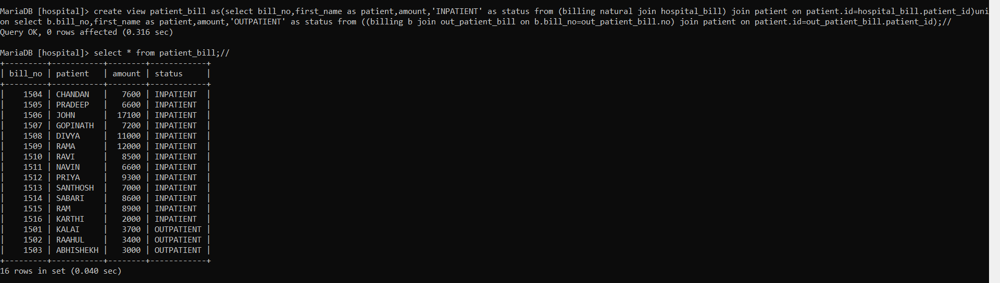 MariaDB [hospital]> create view patient_bill as(select bill_no,first_name as patient,amount,'INPATIENT' as status from (billing natural join hospital_bill) join patient on patient.id=hospital_bill.patient_id)uni
on select b.bill_no,first_name as patient,amount,'OUTPATIENT' as status from ((billing b join out_patient_bill on b.bill_no=out_patient_bill.no) join patient on patient.id=out_patient_bill.patient_id);//
Query OK, 0 rows affected (0.316 sec)

MariaDB [hospital]> select * from patient_bill;//
+---------+-----------+--------+------------+
| bill_no | patient   | amount | status     |
+---------+-----------+--------+------------+
|    1504 | CHANDAN   |   7600 | INPATIENT  |
|    1505 | PRADEEP   |   6600 | INPATIENT  |
|    1506 | JOHN      |  17100 | INPATIENT  |
|    1507 | GOPINATH  |   7200 | INPATIENT  |
|    1508 | DIVYA     |  11000 | INPATIENT  |
|    1509 | RAMA      |  12000 | INPATIENT  |
|    1510 | RAVI      |   8500 | INPATIENT  |
|    1511 | NAVIN     |   6600 | INPATIENT  |
|    1512 | PRIYA     |   9300 | INPATIENT  |
|    1513 | SANTHOSH  |   7000 | INPATIENT  |
|    1514 | SABARI    |   8600 | INPATIENT  |
|    1515 | RAM       |   8900 | INPATIENT  |
|    1516 | KARTHI    |   2000 | INPATIENT  |
|    1501 | KALAI     |   3700 | OUTPATIENT |
|    1502 | RAAHUL    |   3400 | OUTPATIENT |
|    1503 | ABHISHEKH |   3000 | OUTPATIENT |
+---------+-----------+--------+------------+
16 rows in set (0.040 sec)